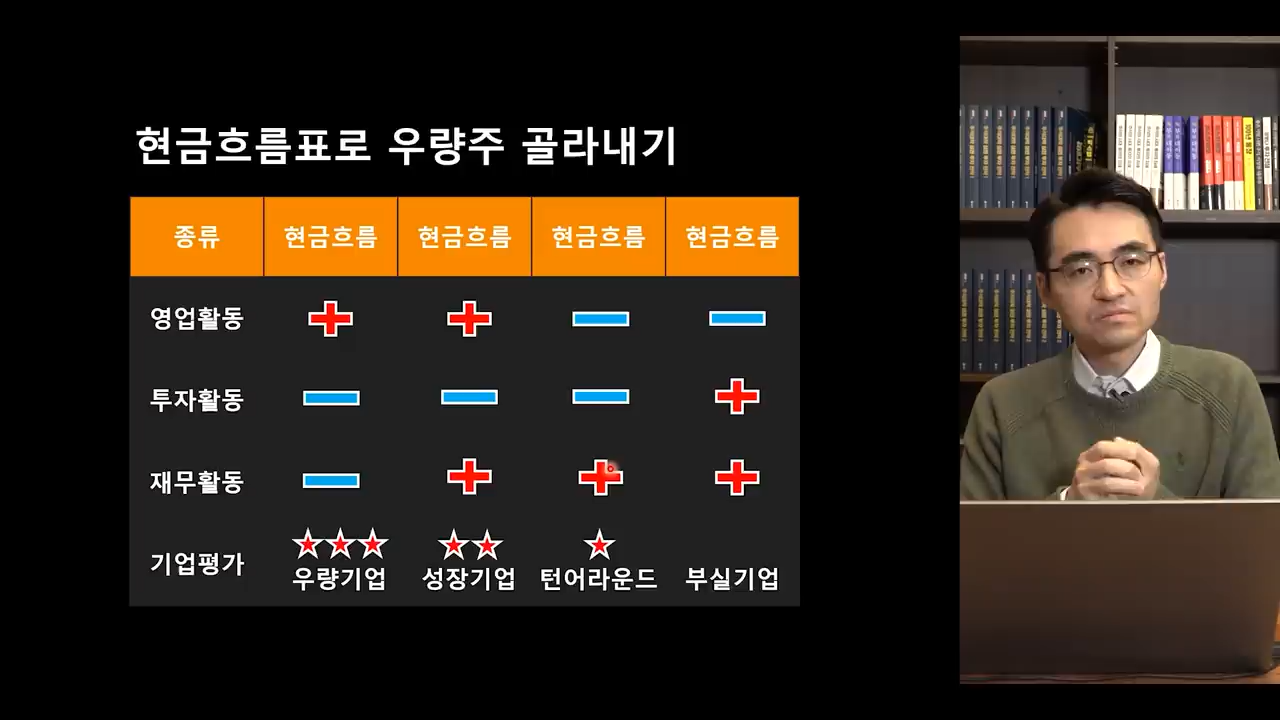 현금흐름표로 우량주 골라내기
종류 현금흐름 현금흐름 현금흐름 현금흐름
영업활동
투자활동
재무활동
기업평가 우량기업 성장기업 턴어라운드 부실기업